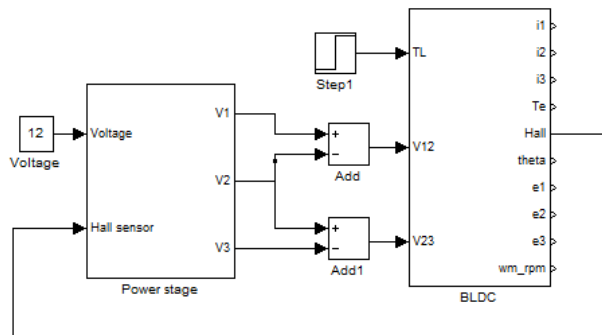 i1
i2
TL
i3
Step1
Te
V1
12
Voltage
+
Hall
−
V12
Voltage
Add
theta
V2
e1
e2
Hall sensor
+
V3
−
V23
e3
Add1
wm_rpm
Power stage
BLDC